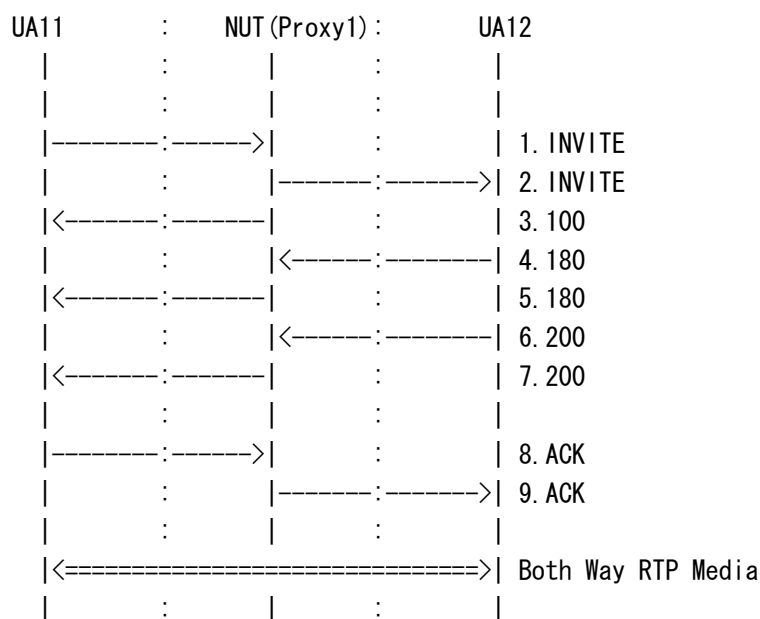 UA11 : NUT(Proxy1): UA12
| : | : |
| : | : |
|-------:------>| : | 1.INVITE
| : |------:------->| 2.INVITE
|<-------:-------| : | 3.100
| : |<------:--------| 4.180
|<-------:-------| : | 5.180
| : |<------:--------| 6.200
|<-------:-------| : | 7.200
| : | : |
|-------:------>| : | 8.ACK
| : |------:------->| 9.ACK
| : | : |
|<===============================>| Both Way RTP Media
| : | : |